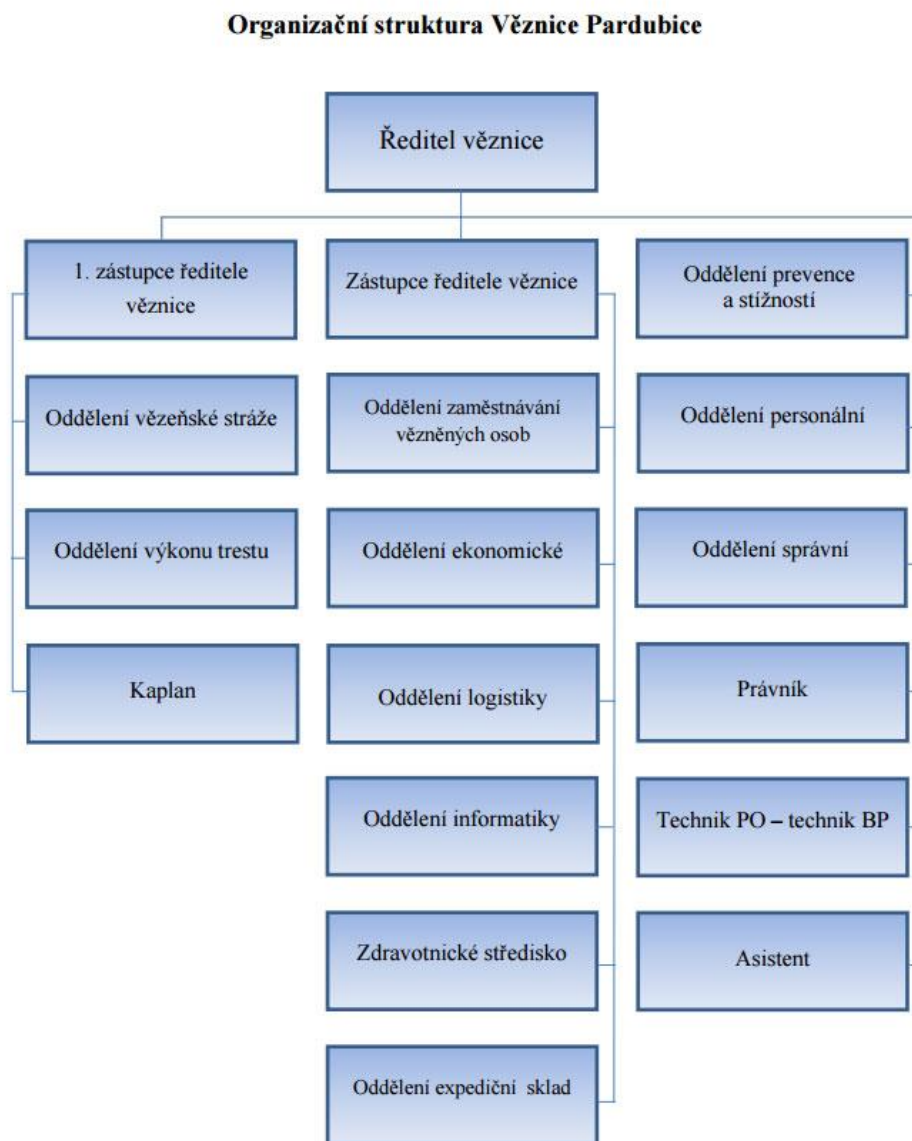 Organizační struktura Věznice Pardubice
Ředitel věznice
1. zástupce ředitele
věznice
Zástupce ředitele věznice
Oddělení prevence
a stížností
Oddělení vězeňské stráže
Oddělení zaměstnávání
vězněných osob
Oddělení personální
Oddělení výkonu trestu
Oddělení ekonomické
Oddělení správní
Kaplan
Oddělení logistiky
Právník
Oddělení informatiky
Technik PO – technik BP
Zdravotnické středisko
Asistent
Oddělení expediční sklad